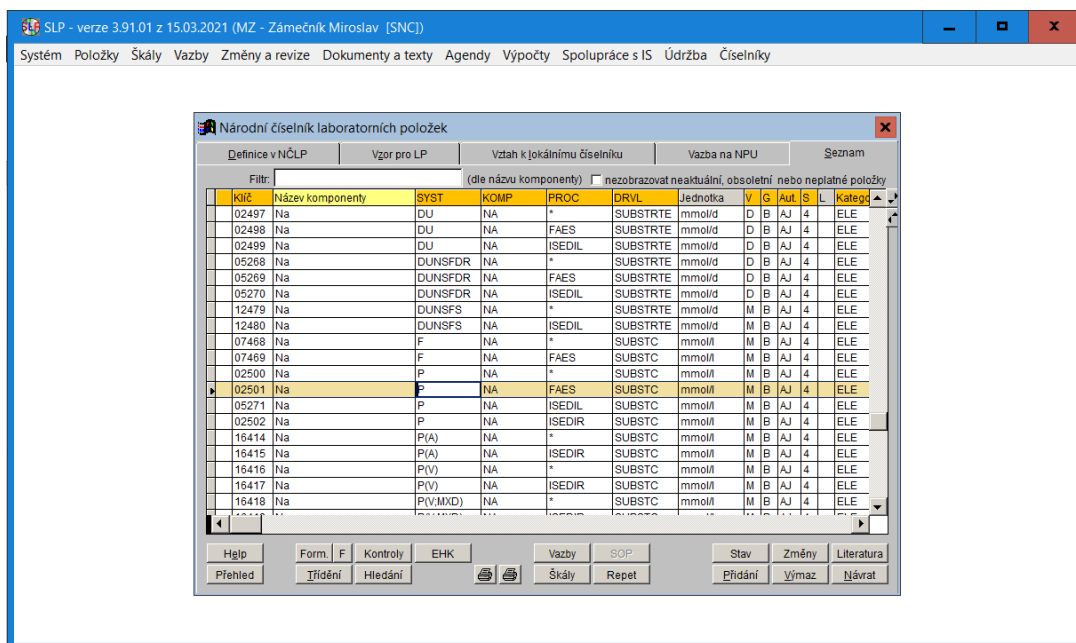 SLP - verze 3.91.01 z 15.03.2021 (MZ - Zámečník Miroslav [SNC])
Systém Položky Škály Vazby Změny a revize Dokumenty a texty Agendy Výpočty Spolupráce s IS Údržba Číselníky
Národní číselník laboratorních položek
Definice v NČLP Vzor pro LP Vztah k lokálnímu číselníku Vazba na NPU Seznam
Filtr: (dle názvu komponenty) nezobrazovat neaktuální, obsoletní nebo neplatné položky
Klíč Název komponenty SYST KOMP PROC DRVL Jednotka V G Aut. S L Katego
02497 Na DU NA * SUBSTRTE mmol/d D B AJ 4 ELE
02498 Na DU NA FAES SUBSTRTE mmol/d D B AJ 4 ELE
02499 Na DU NA ISEDIL SUBSTRTE mmol/d D B AJ 4 ELE
05268 Na DUNSFDR NA * SUBSTRTE mmol/d D B AJ 4 ELE
05269 Na DUNSFDR NA FAES SUBSTRTE mmol/d D B AJ 4 ELE
05270 Na DUNSFDR NA ISEDIL SUBSTRTE mmol/d D B AJ 4 ELE
12479 Na DUNSFS NA * SUBSTRTE mmol/d M B AJ 4 ELE
12480 Na DUNSFS NA ISEDIL SUBSTRTE mmol/d M B AJ 4 ELE
07468 Na F NA * SUBSTC mmol/l M B AJ 4 ELE
07469 Na F NA FAES SUBSTC mmol/l M B AJ 4 ELE
02500 Na P NA * SUBSTC mmol/l M B AJ 4 ELE
02501 Na P NA FAES SUBSTC mmol/l M B AJ 4 ELE
05271 Na P NA ISEDIL SUBSTC mmol/l M B AJ 4 ELE
02502 Na P NA ISEDIR SUBSTC mmol/l M B AJ 4 ELE
16414 Na P(A) NA * SUBSTC mmol/l M B AJ 4 ELE
16415 Na P(A) NA ISEDIR SUBSTC mmol/l M B AJ 4 ELE
16416 Na P(V) NA * SUBSTC mmol/l M B AJ 4 ELE
16417 Na P(V) NA ISEDIR SUBSTC mmol/l M B AJ 4 ELE
16418 Na P(V;MXD) NA * SUBSTC mmol/l M B AJ 4 ELE
Help Form. F Kontroly EHK Vazby SOP Stav Změny Literatura
Přehled Třídění Hledání Škály Repet Přidání Výmaz Návrat